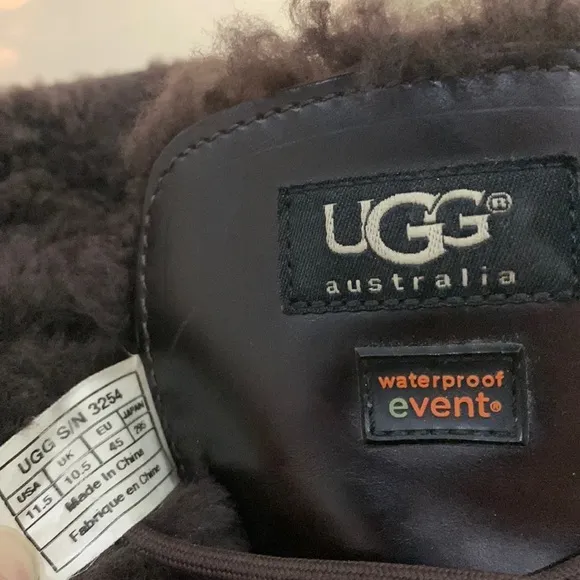 UGG®
australia
waterproof
event®
UGG S/N 3254
USA UK EU JAPAN
11.5 10.5 45 295
Made In China
Fabriqué en Chine